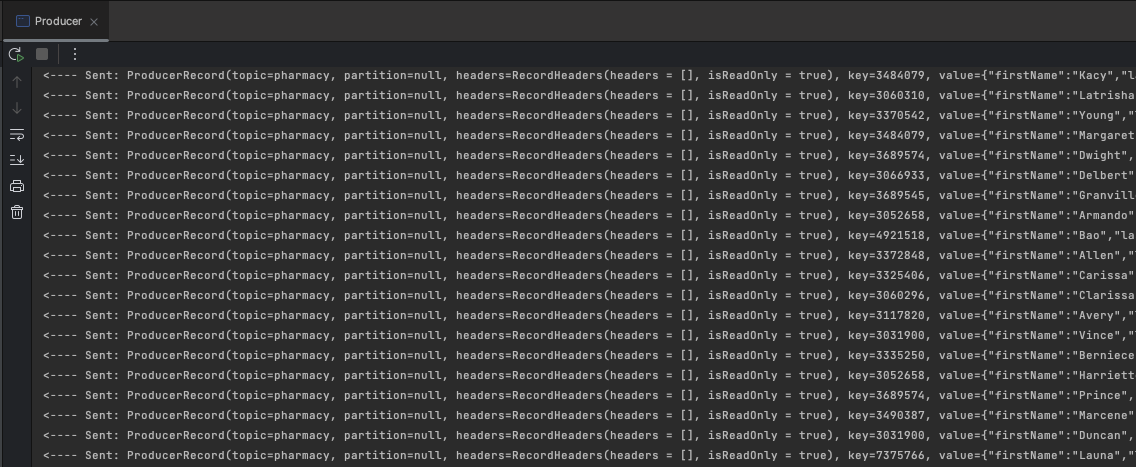 Producer
<---- Sent: ProducerRecord(topic=pharmacy, partition=null, headers=RecordHeaders(headers = [], isReadOnly = true), key=3484079, value={"firstName":"Kacy","l
<---- Sent: ProducerRecord(topic=pharmacy, partition=null, headers=RecordHeaders(headers = [], isReadOnly = true), key=3060310, value={"firstName":"Latrisha
<---- Sent: ProducerRecord(topic=pharmacy, partition=null, headers=RecordHeaders(headers = [], isReadOnly = true), key=3370542, value={"firstName":"Young","
<---- Sent: ProducerRecord(topic=pharmacy, partition=null, headers=RecordHeaders(headers = [], isReadOnly = true), key=3484079, value={"firstName":"Margaret
<---- Sent: ProducerRecord(topic=pharmacy, partition=null, headers=RecordHeaders(headers = [], isReadOnly = true), key=3689574, value={"firstName":"Dwight",
<---- Sent: ProducerRecord(topic=pharmacy, partition=null, headers=RecordHeaders(headers = [], isReadOnly = true), key=3066933, value={"firstName":"Delbert"
<---- Sent: ProducerRecord(topic=pharmacy, partition=null, headers=RecordHeaders(headers = [], isReadOnly = true), key=3689545, value={"firstName":"Granvill
<---- Sent: ProducerRecord(topic=pharmacy, partition=null, headers=RecordHeaders(headers = [], isReadOnly = true), key=3052658, value={"firstName":"Armando"
<---- Sent: ProducerRecord(topic=pharmacy, partition=null, headers=RecordHeaders(headers = [], isReadOnly = true), key=4921518, value={"firstName":"Bao","la
<---- Sent: ProducerRecord(topic=pharmacy, partition=null, headers=RecordHeaders(headers = [], isReadOnly = true), key=3372848, value={"firstName":"Allen","
<---- Sent: ProducerRecord(topic=pharmacy, partition=null, headers=RecordHeaders(headers = [], isReadOnly = true), key=3325406, value={"firstName":"Carissa"
<---- Sent: ProducerRecord(topic=pharmacy, partition=null, headers=RecordHeaders(headers = [], isReadOnly = true), key=3060296, value={"firstName":"Clarissa
<---- Sent: ProducerRecord(topic=pharmacy, partition=null, headers=RecordHeaders(headers = [], isReadOnly = true), key=3117820, value={"firstName":"Avery","
<---- Sent: ProducerRecord(topic=pharmacy, partition=null, headers=RecordHeaders(headers = [], isReadOnly = true), key=3031900, value={"firstName":"Vince","
<---- Sent: ProducerRecord(topic=pharmacy, partition=null, headers=RecordHeaders(headers = [], isReadOnly = true), key=3335250, value={"firstName":"Berniece
<---- Sent: ProducerRecord(topic=pharmacy, partition=null, headers=RecordHeaders(headers = [], isReadOnly = true), key=3052658, value={"firstName":"Harriett
<---- Sent: ProducerRecord(topic=pharmacy, partition=null, headers=RecordHeaders(headers = [], isReadOnly = true), key=3689574, value={"firstName":"Prince",
<---- Sent: ProducerRecord(topic=pharmacy, partition=null, headers=RecordHeaders(headers = [], isReadOnly = true), key=3490387, value={"firstName":"Marcene"
<---- Sent: ProducerRecord(topic=pharmacy, partition=null, headers=RecordHeaders(headers = [], isReadOnly = true), key=3031900, value={"firstName":"Duncan",
<---- Sent: ProducerRecord(topic=pharmacy, partition=null, headers=RecordHeaders(headers = [], isReadOnly = true), key=7375766, value={"firstName":"Launa","